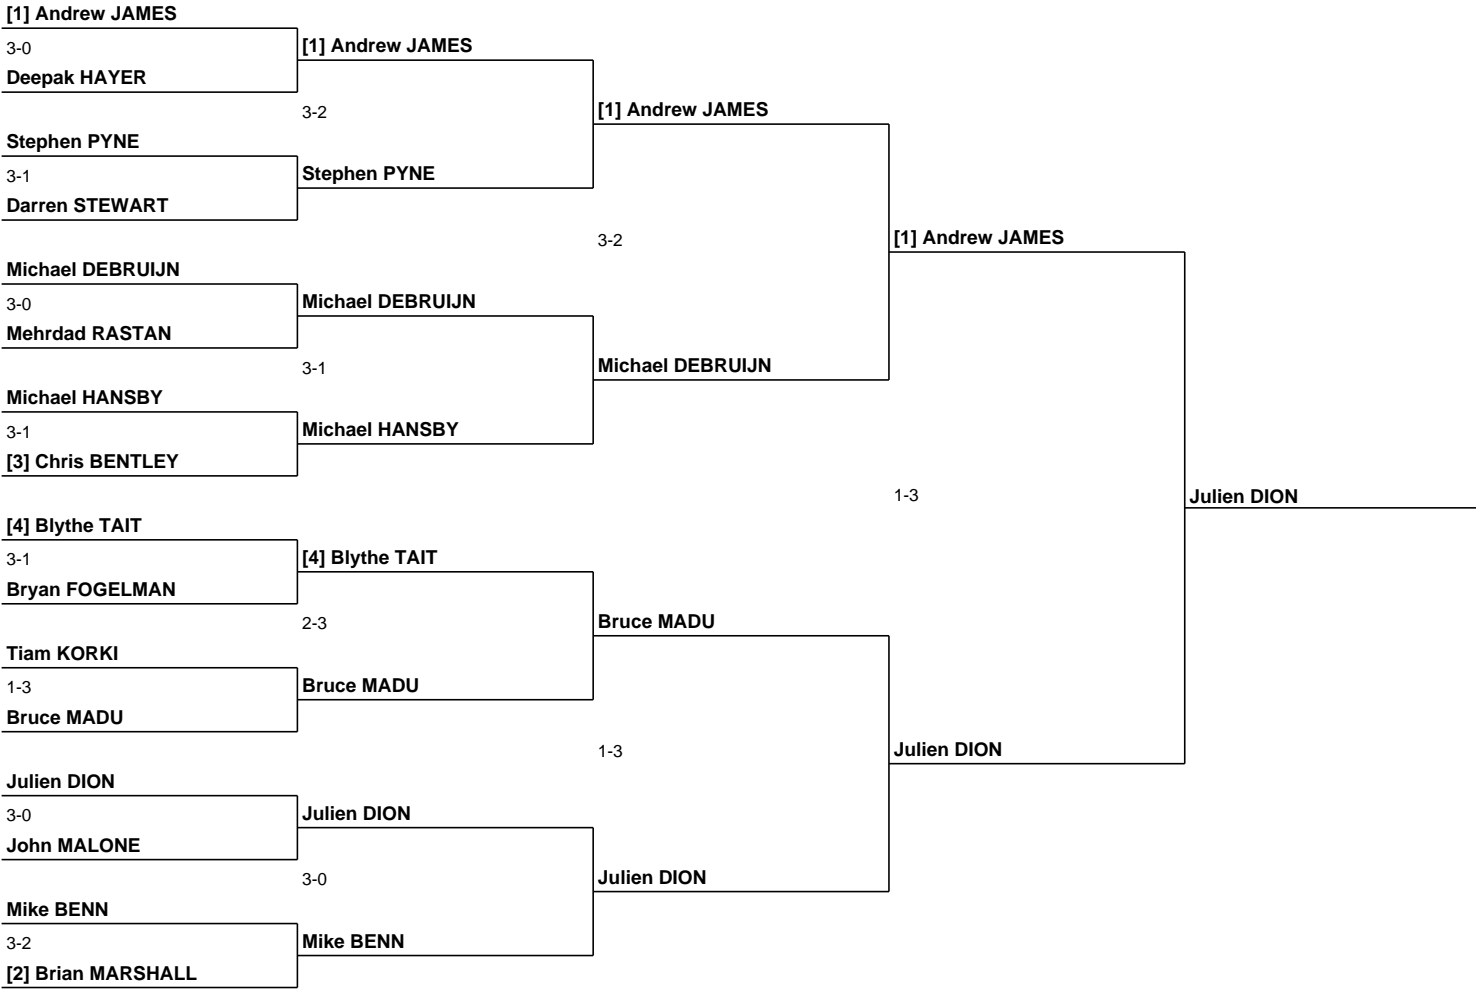 [1] Andrew JAMES
3-0
[1] Andrew JAMES
Deepak HAYER
3-2
[1] Andrew JAMES
Stephen PYNE
3-1
Stephen PYNE
Darren STEWART
3-2
[1] Andrew JAMES
Michael DEBRUIJN
3-0
Michael DEBRUIJN
Mehrdad RASTAN
3-1
Michael DEBRUIJN
Michael HANSBY
3-1
Michael HANSBY
[3] Chris BENTLEY
1-3
Julien DION
[4] Blythe TAIT
3-1
[4] Blythe TAIT
Bryan FOGELMAN
2-3
Bruce MADU
Tiam KORKI
1-3
Bruce MADU
Bruce MADU
1-3
Julien DION
Julien DION
3-0
Julien DION
John MALONE
3-0
Julien DION
Mike BENN
3-2
Mike BENN
[2] Brian MARSHALL